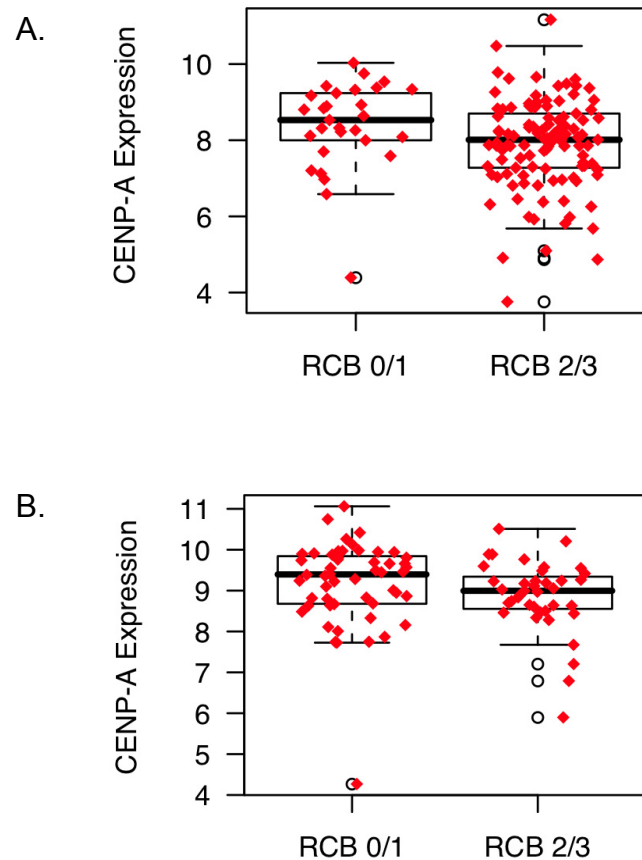 A.
CENP-A Expression
10
8
6
4
RCB 0/1 RCB 2/3
B.
CENP-A Expression
11
10
9
8
7
6
5
4
RCB 0/1 RCB 2/3